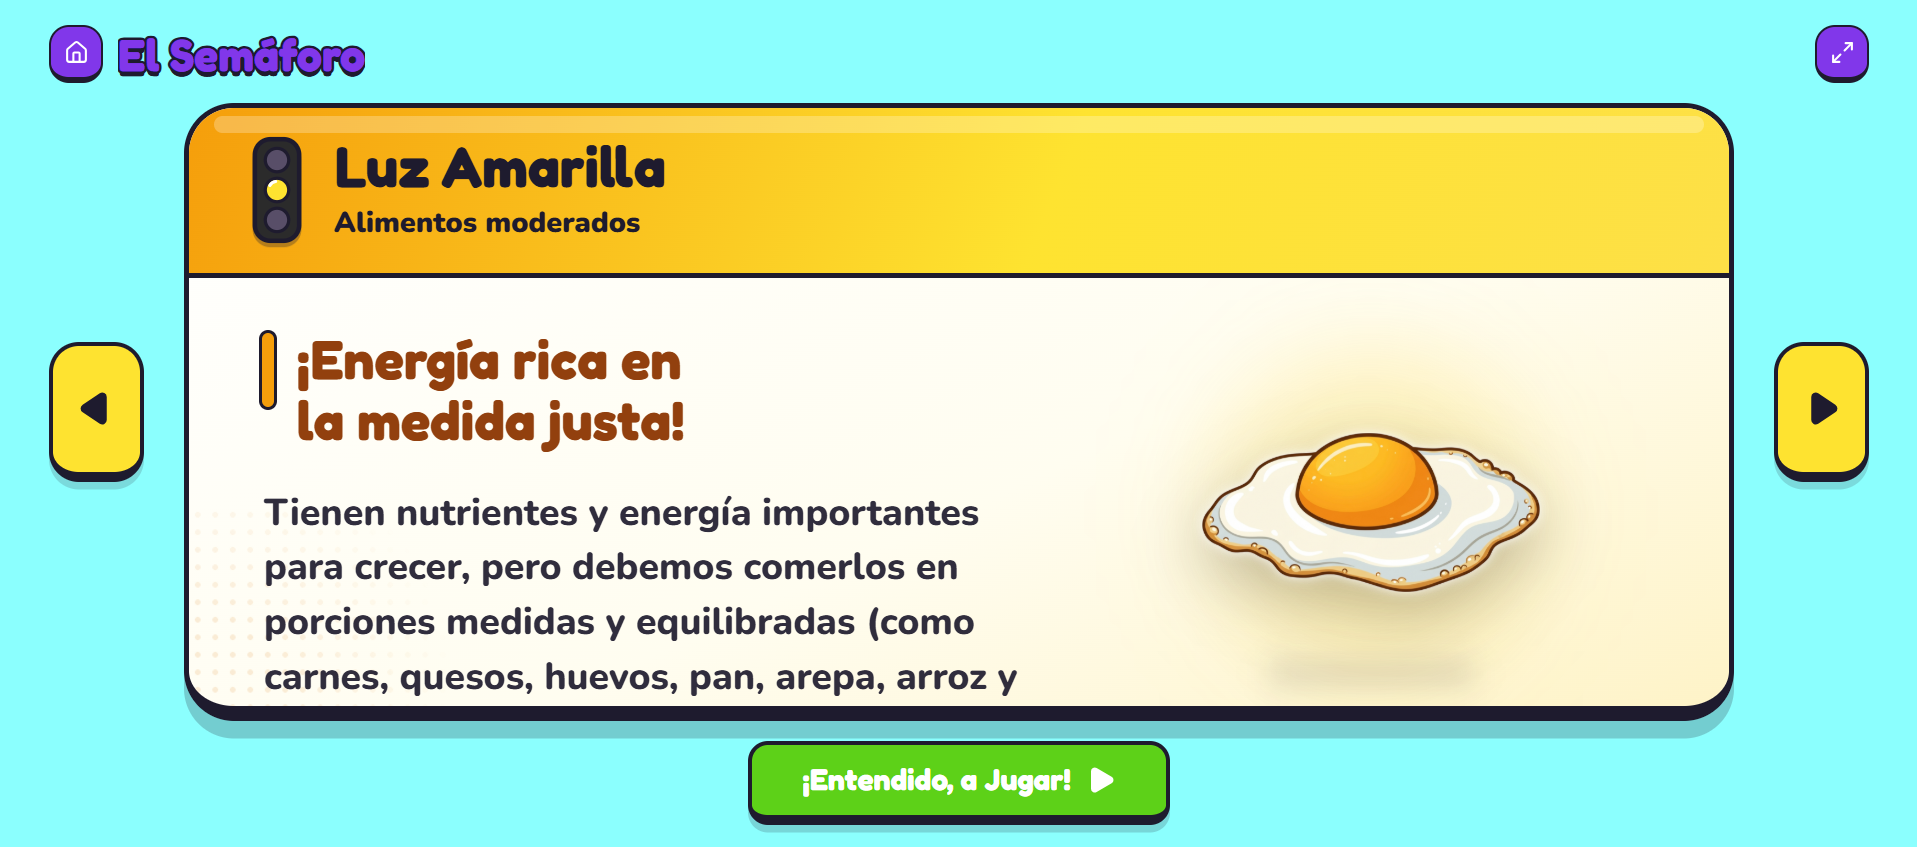 El Semáforo
Luz Amarilla
Alimentos moderados
¡Energía rica en
la medida justa!
Tienen nutrientes y energía importantes
para crecer, pero debemos comerlos en
porciones medidas y equilibradas (como
carnes, quesos, huevos, pan, arepa, arroz y
¡Entendido, a Jugar!